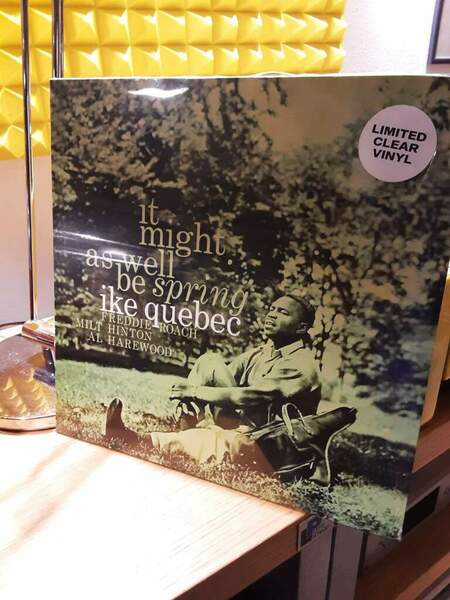 LIMITED
CLEAR
VINYL
it
might
as well
be spring
ike quebec
FREDDIE ROACH
MILT HINTON
AL HAREWOOD